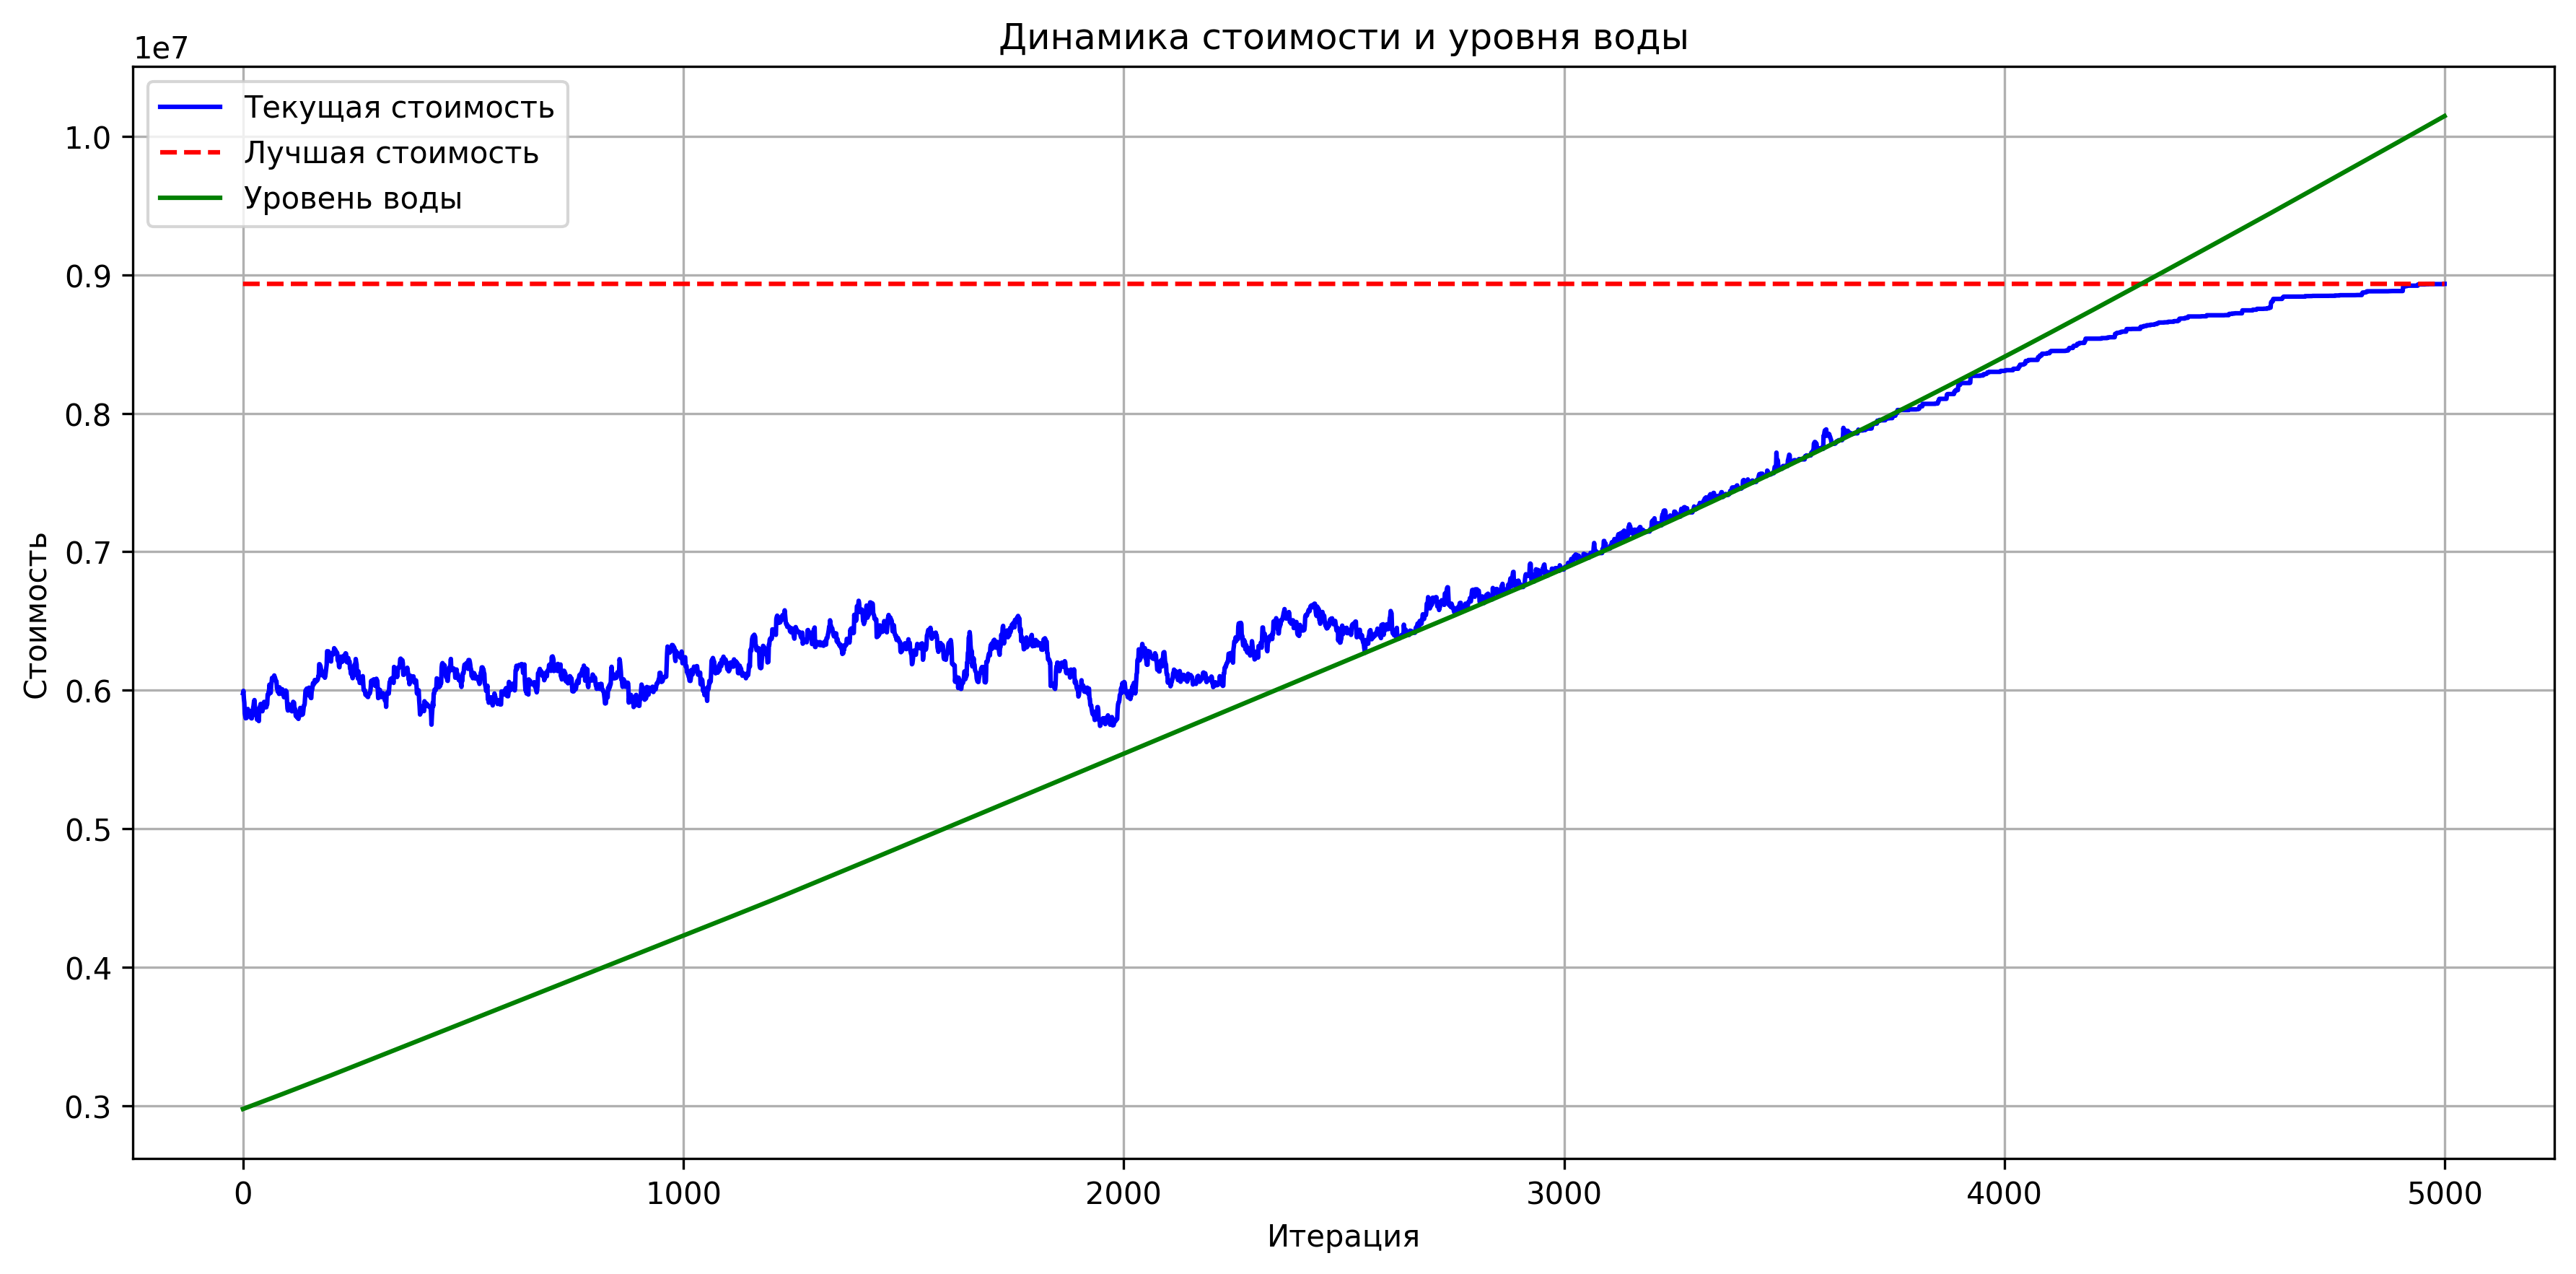 Динамика стоимости и уровня воды
1e7
Текущая стоимость
Лучшая стоимость
Уровень воды
1.0
0.9
0.8
0.7
0.6
0.5
0.4
0.3
Стоимость
0 1000 2000 3000 4000 5000
Итерация